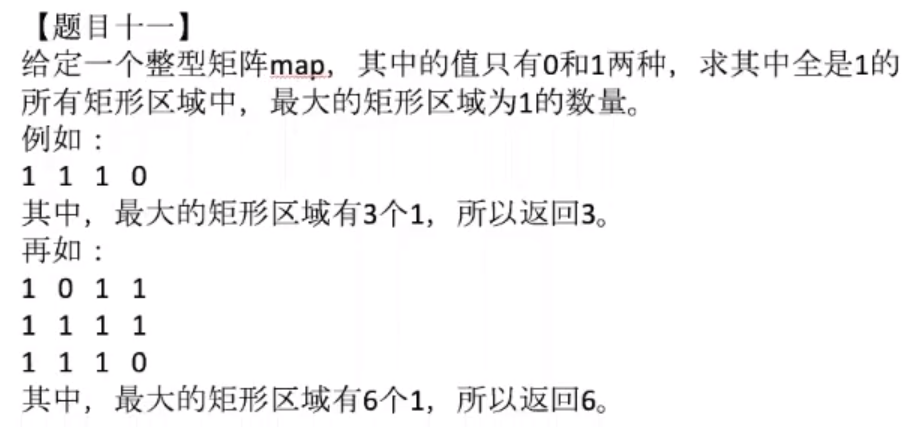 【题目十一】
给定一个整型矩阵map，其中的值只有0和1两种，求其中全是1的
所有矩形区域中，最大的矩形区域为1的数量。
例如：
1 1 1 0
其中，最大的矩形区域有3个1，所以返回3。
再如：
1 0 1 1
1 1 1 1
1 1 1 0
其中，最大的矩形区域有6个1，所以返回6。